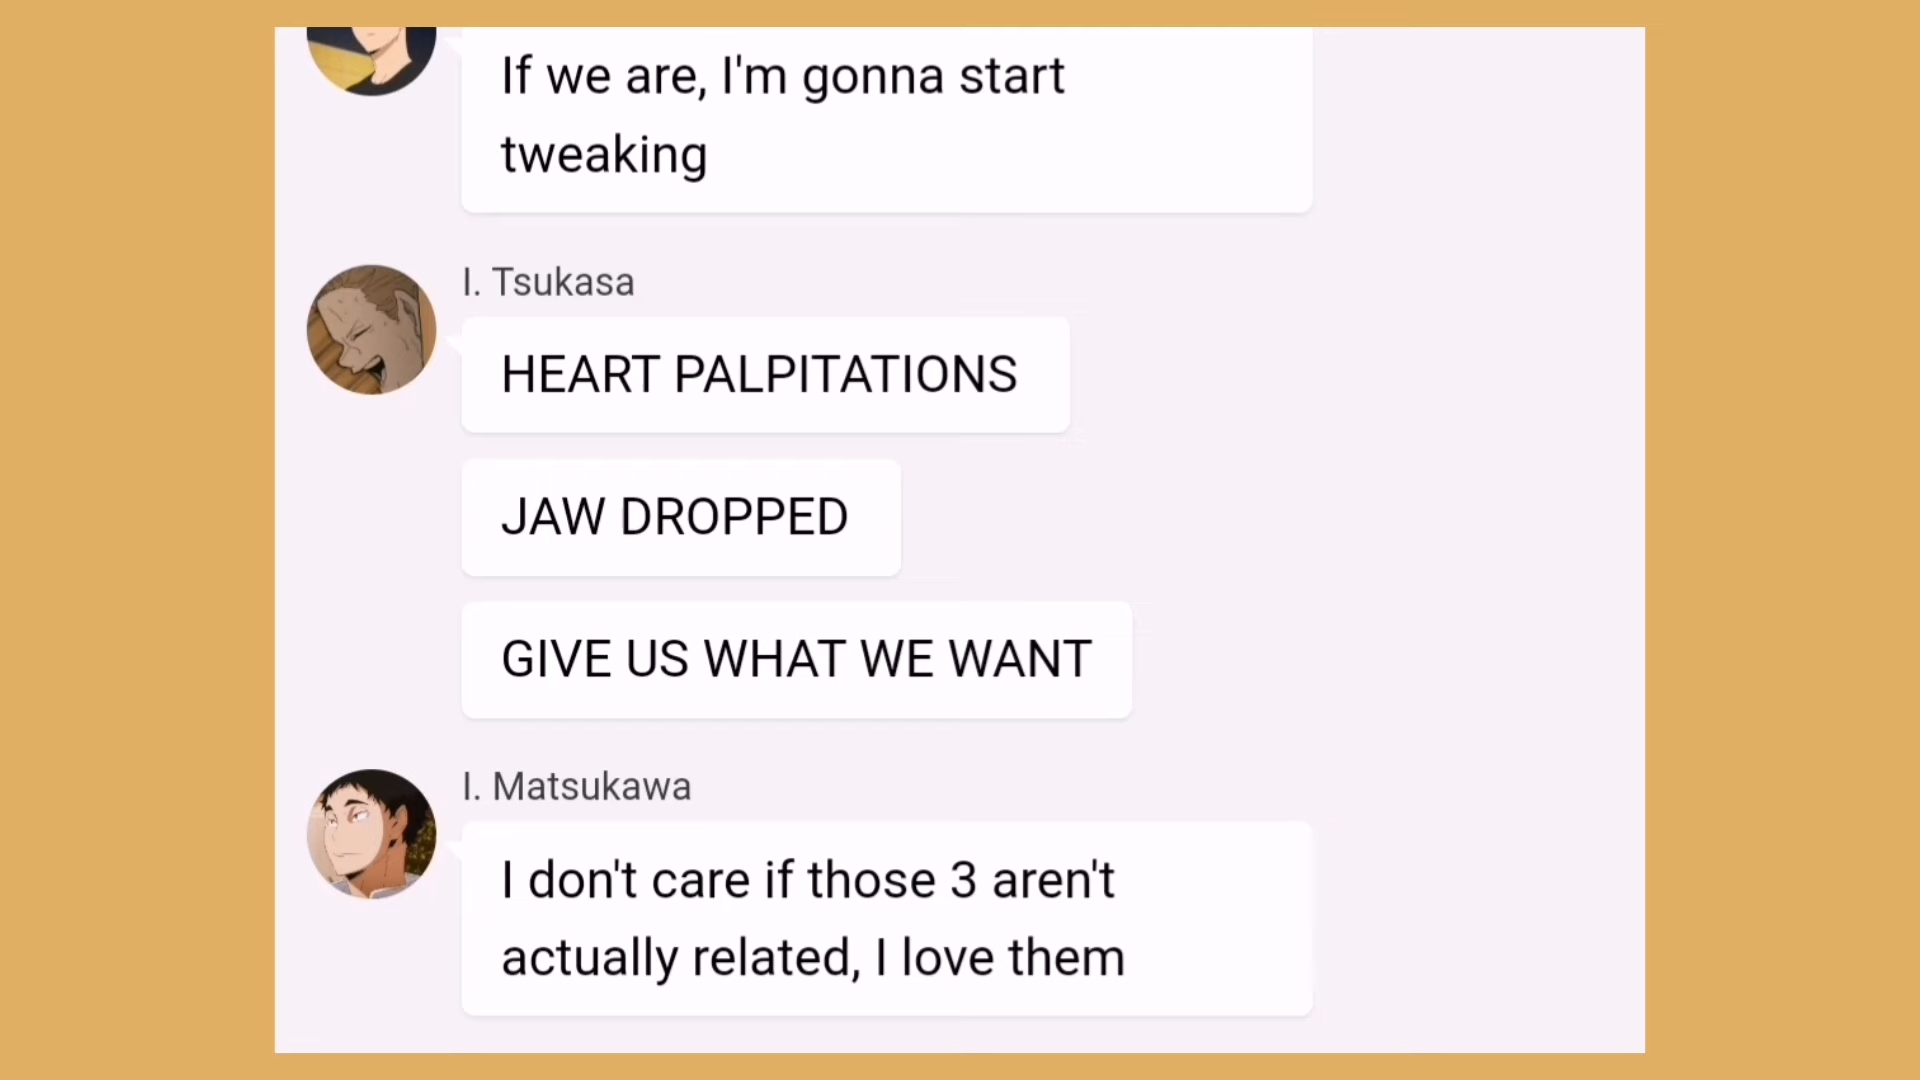 If we are, I'm gonna start
tweaking
I. Tsukasa
HEART PALPITATIONS
JAW DROPPED
GIVE US WHAT WE WANT
I. Matsukawa
I don't care if those 3 aren't
actually related, I love them